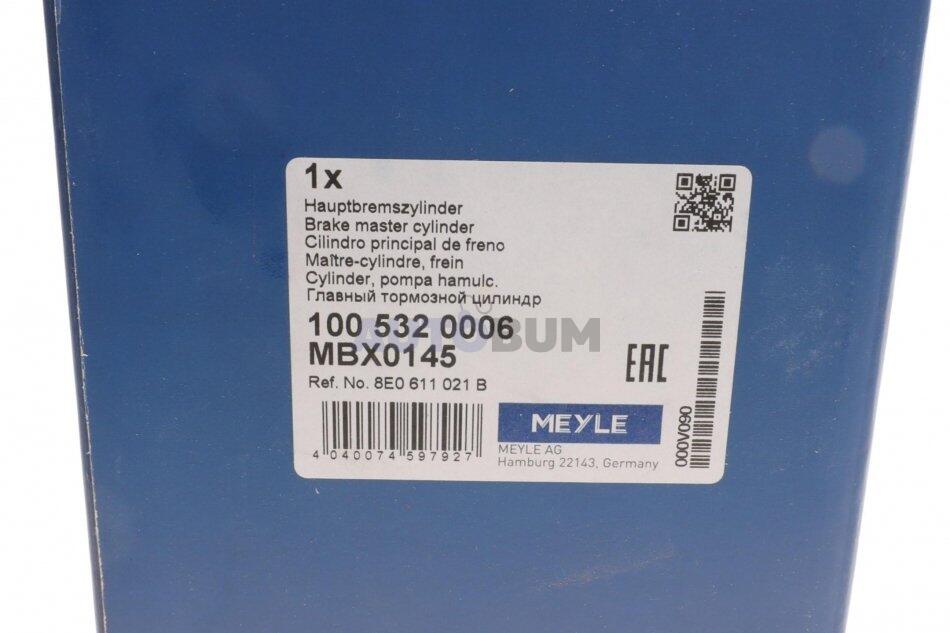 1x
Hauptbremszylinder
Brake master cylinder
Cilindro principal de freno
Maître-cylindre, frein
Cylinder, pompa hamulc.
Главный тормозной цилиндр
100 532 0006
AUTOBUM
MBX0145
EAC
Ref. No. 8E0 611 021 B
4 040074 597927
MEYLE
MEYLE AG
Hamburg 22143, Germany
000V090